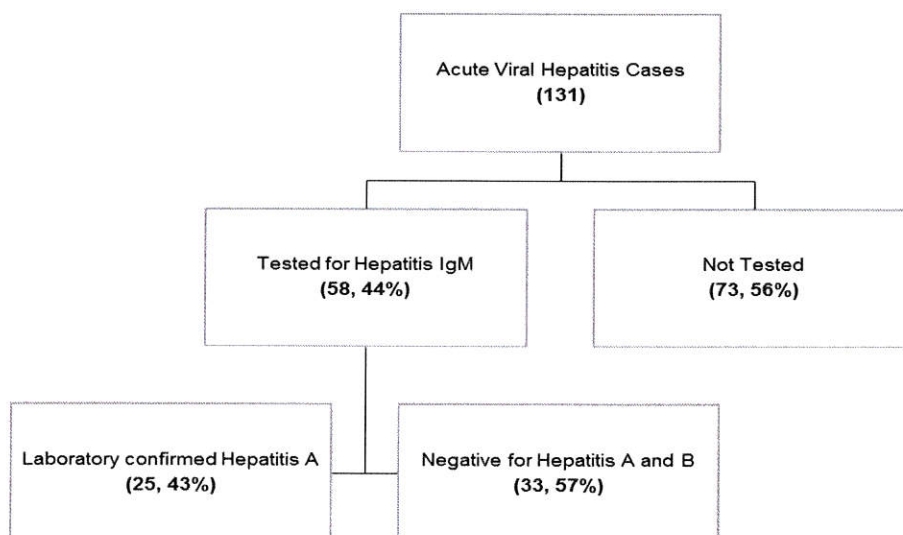 Acute Viral Hepatitis Cases
(131)
Tested for Hepatitis IgM
(58, 44%)
Not Tested
(73, 56%)
Laboratory confirmed Hepatitis A
(25, 43%)
Negative for Hepatitis A and B
(33, 57%)